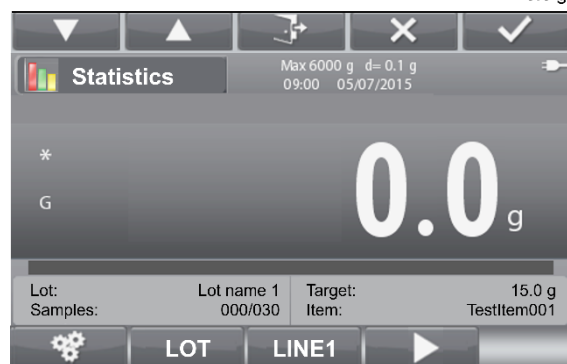 Statistics
Max 6000 g d= 0.1 g
09:00 05/07/2015
*
G
0.0 g
Lot: Lot name 1 Target: 15.0 g
Samples: 000/030 Item: TestItem001
LOT LINE1